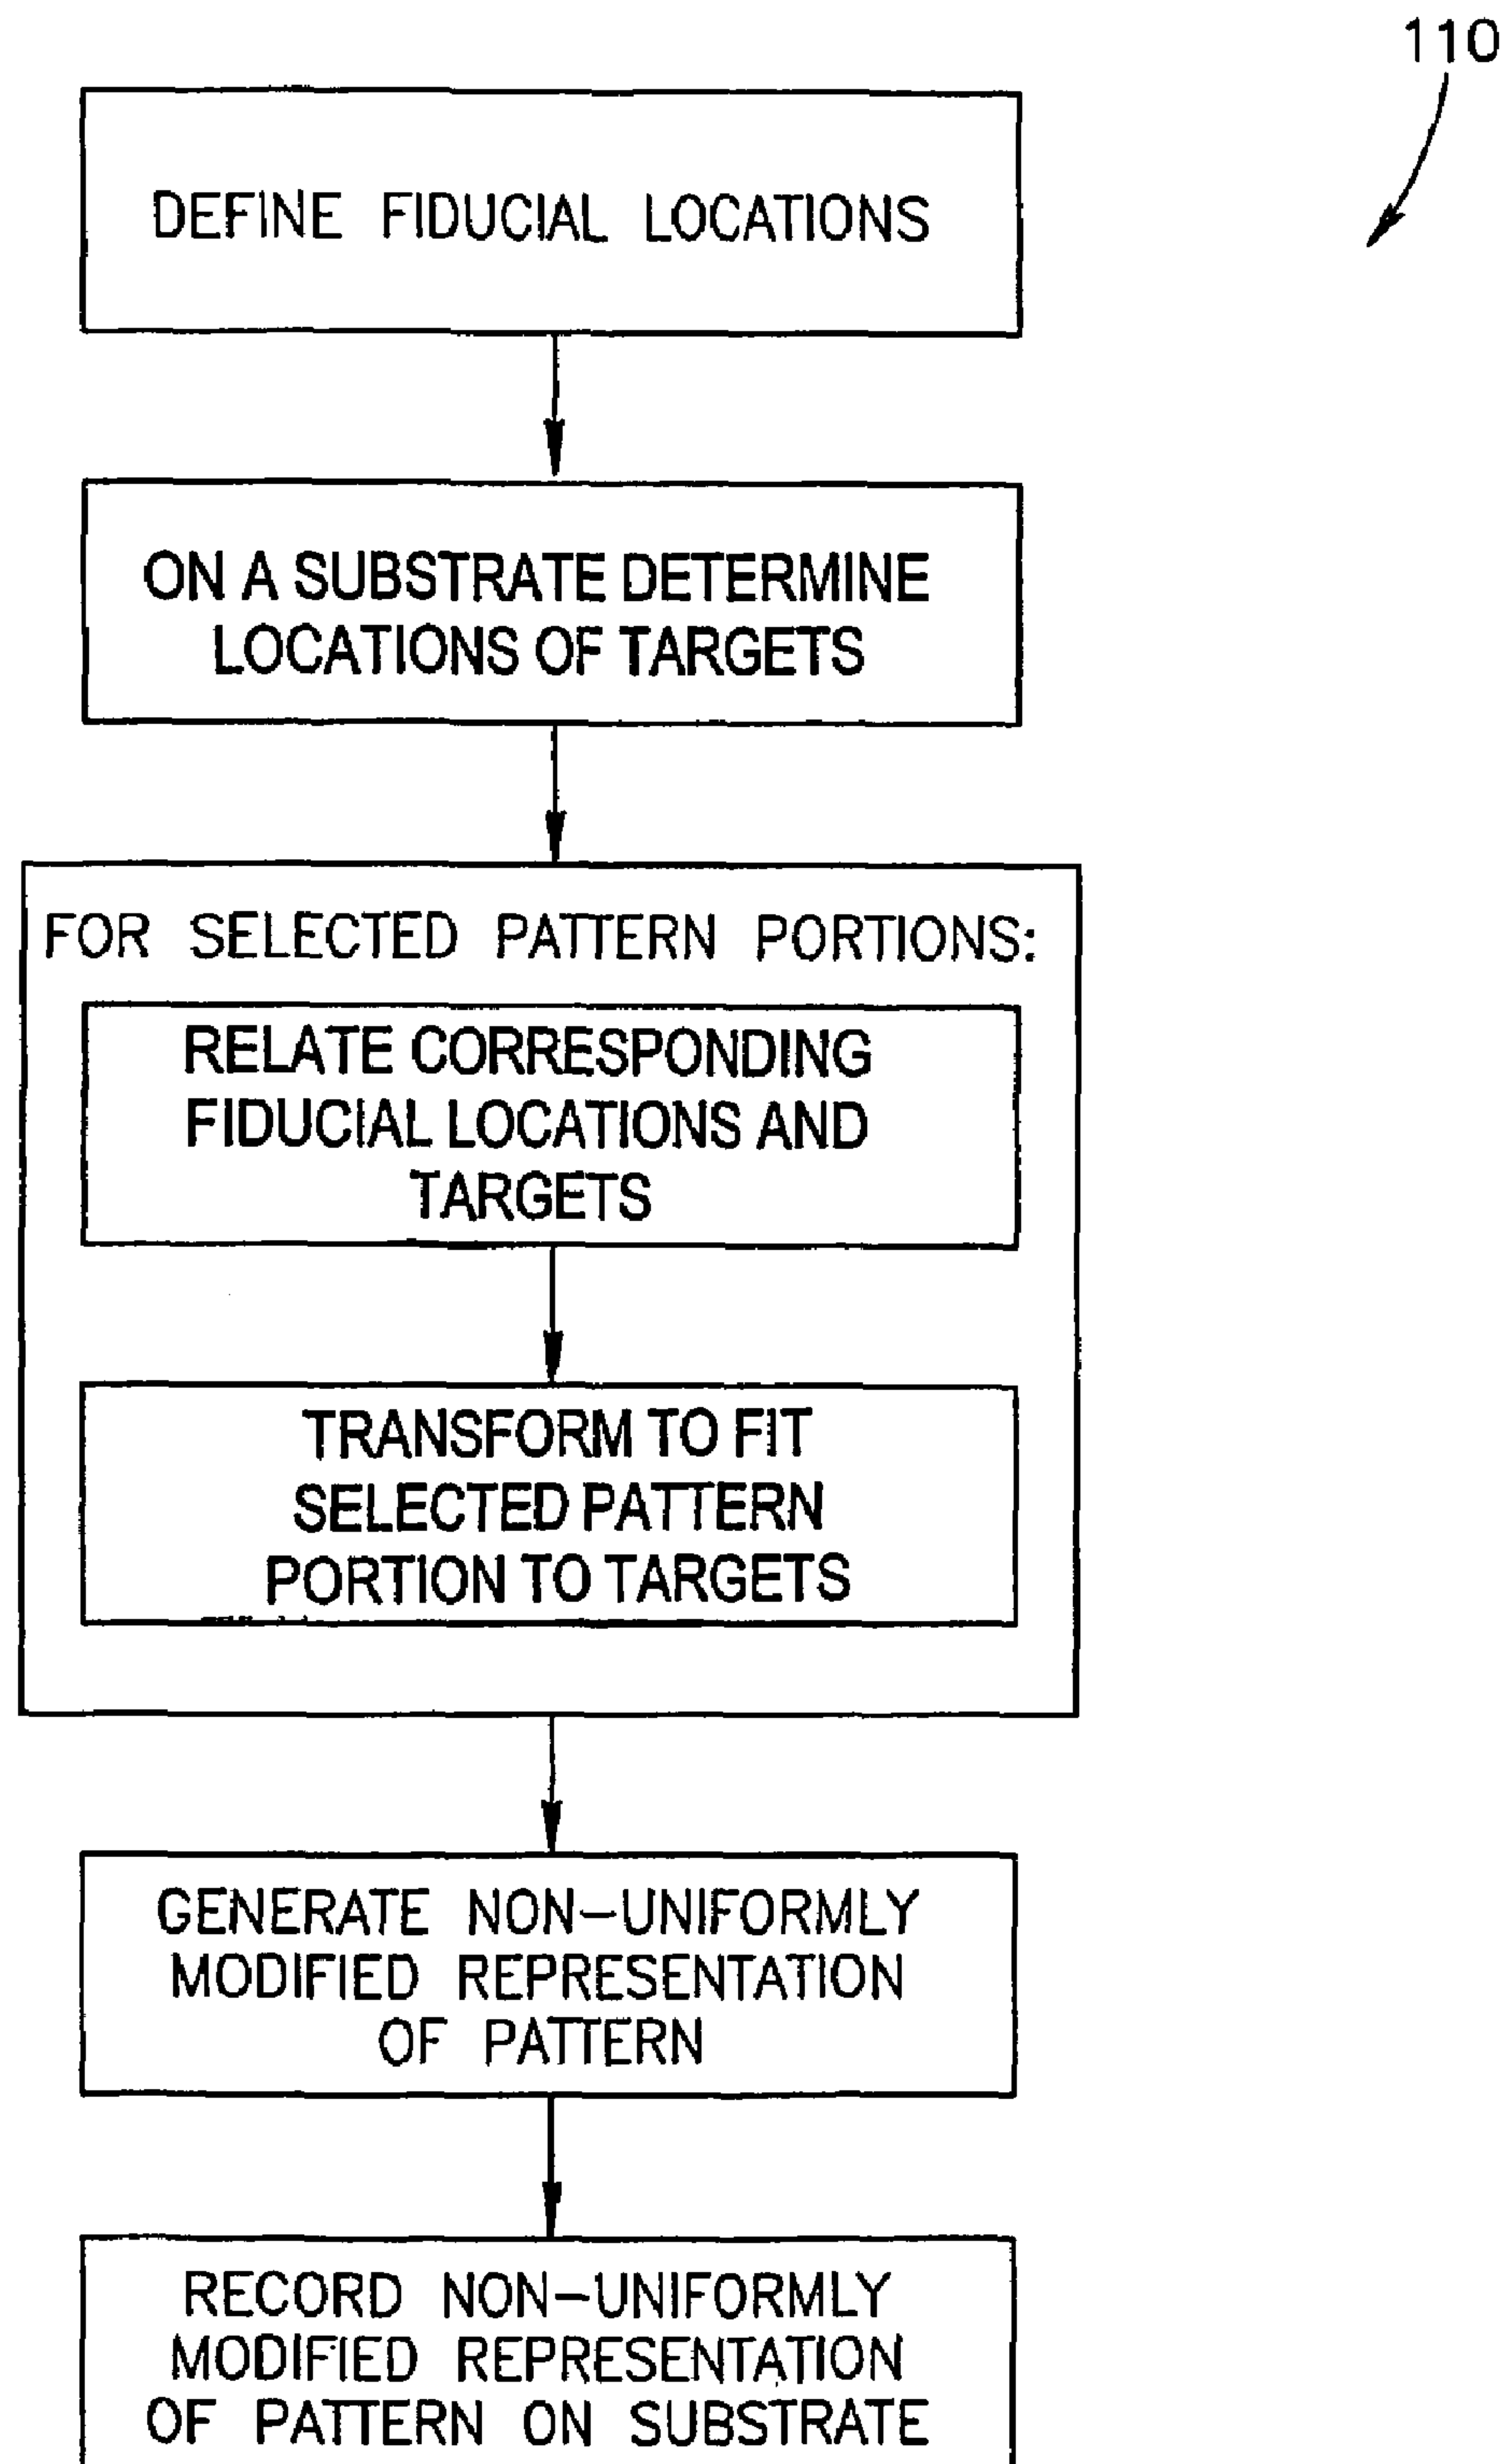 110
DEFINE FIDUCIAL LOCATIONS
ON A SUBSTRATE DETERMINE
LOCATIONS OF TARGETS
FOR SELECTED PATTERN PORTIONS:
RELATE CORRESPONDING
FIDUCIAL LOCATIONS AND
TARGETS
TRANSFORM TO FIT
SELECTED PATTERN
PORTION TO TARGETS
GENERATE NON-UNIFORMLY
MODIFIED REPRESENTATION
OF PATTERN
RECORD NON-UNIFORMLY
MODIFIED REPRESENTATION
OF PATTERN ON SUBSTRATE